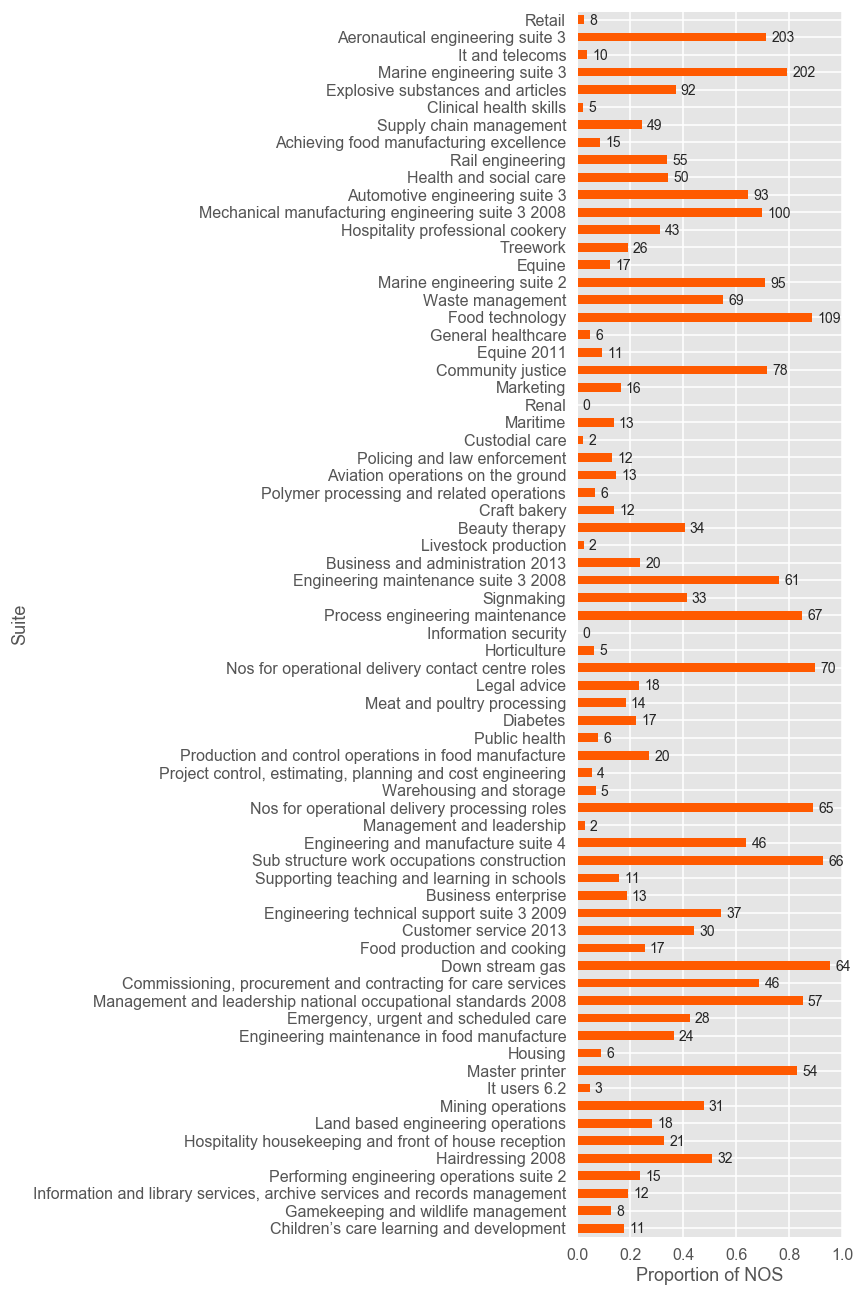 Retail 8
Aeronautical engineering suite 3 203
It and telecoms 10
Marine engineering suite 3 202
Explosive substances and articles 92
Clinical health skills 5
Supply chain management 49
Achieving food manufacturing excellence 15
Rail engineering 55
Health and social care 50
Automotive engineering suite 3 93
Mechanical manufacturing engineering suite 3 2008 100
Hospitality professional cookery 43
Treework 26
Equine 17
Marine engineering suite 2 95
Waste management 69
Food technology 109
General healthcare 6
Equine 2011 11
Community justice 78
Marketing 16
Renal 0
Maritime 13
Custodial care 2
Policing and law enforcement 12
Aviation operations on the ground 13
Polymer processing and related operations 6
Craft bakery 12
Beauty therapy 34
Livestock production 2
Business and administration 2013 20
Engineering maintenance suite 3 2008 61
Signmaking 33
Process engineering maintenance 67
Suite
Information security 0
Horticulture 5
Nos for operational delivery contact centre roles 70
Legal advice 18
Meat and poultry processing 14
Diabetes 17
Public health 6
Production and control operations in food manufacture 20
Project control, estimating, planning and cost engineering 4
Warehousing and storage 5
Nos for operational delivery processing roles 65
Management and leadership 2
Engineering and manufacture suite 4 46
Sub structure work occupations construction 66
Supporting teaching and learning in schools 11
Business enterprise 13
Engineering technical support suite 3 2009 37
Customer service 2013 30
Food production and cooking 17
Down stream gas 64
Commissioning, procurement and contracting for care services 46
Management and leadership national occupational standards 2008 57
Emergency, urgent and scheduled care 28
Engineering maintenance in food manufacture 24
Housing 6
Master printer 54
It users 6.2 3
Mining operations 31
Land based engineering operations 18
Hospitality housekeeping and front of house reception 21
Hairdressing 2008 32
Performing engineering operations suite 2 15
Information and library services, archive services and records management 12
Gamekeeping and wildlife management 8
Children’s care learning and development 11
0.0 0.2 0.4 0.6 0.8 1.0
Proportion of NOS